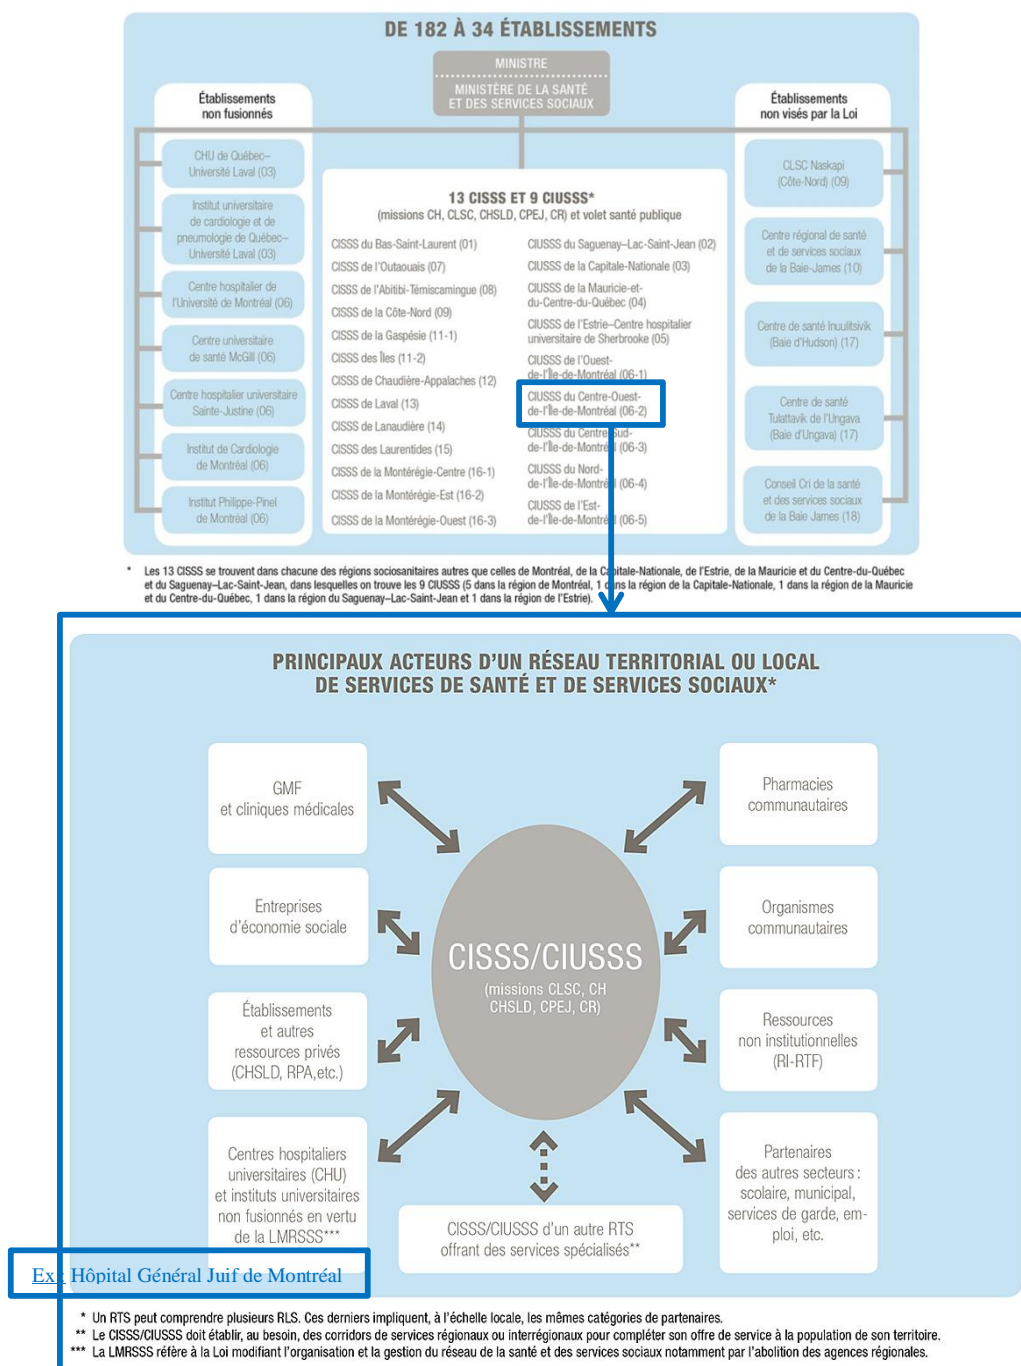 DE 182 À 34 ÉTABLISSEMENTS
MINISTRE
MINISTÈRE DE LA SANTÉ
ET DES SERVICES SOCIAUX
Établissements
non fusionnés
CHU de Québec–
Université Laval (03)
Institut universitaire
de cardiologie et de
pneumologie de Québec–
Université Laval (03)
Centre hospitalier de
l'Université de Montréal (06)
Centre universitaire
de santé McGill (06)
Centre hospitalier universitaire
Sainte-Justine (06)
Institut de Cardiologie
de Montréal (06)
Institut Philippe-Pinel
de Montréal (06)
13 CISSS ET 9 CIUSSS*
(missions CH, CLSC, CHSLD, CPEJ, CR) et volet santé publique
CISSS du Bas-Saint-Laurent (01)
CISSS de l'Outaouais (07)
CISSS de l'Abitibi-Témiscamingue (08)
CISSS de la Côte-Nord (09)
CISSS de la Gaspésie (11-1)
CISSS des Îles (11-2)
CISSS de Chaudière-Appalaches (12)
CISSS de Laval (13)
CISSS de Lanaudière (14)
CISSS des Laurentides (15)
CISSS de la Montérégie-Centre (16-1)
CISSS de la Montérégie-Est (16-2)
CISSS de la Montérégie-Ouest (16-3)
CIUSSS du Saguenay–Lac-Saint-Jean (02)
CIUSSS de la Capitale-Nationale (03)
CIUSSS de la Mauricie-et-
du-Centre-du-Québec (04)
CIUSSS de l'Estrie–Centre hospitalier
universitaire de Sherbrooke (05)
CIUSSS de l'Ouest-
de-l'Île-de-Montréal (06-1)
CIUSSS du Centre-Ouest-
de-l'Île-de-Montréal (06-2)
CIUSSS du Centre-Sud-
de-l'Île-de-Montréal (06-3)
CIUSSS du Nord-
de-l'Île-de-Montréal (06-4)
CIUSSS de l'Est-
de-l'Île-de-Montréal (06-5)
Établissements
non visés par la Loi
CLSC Naskapi
(Côte-Nord) (09)
Centre régional de santé
et de services sociaux
de la Baie-James (10)
Centre de santé Inuulitsivik
(Baie d'Hudson) (17)
Centre de santé
Tulattavik de l'Ungava
(Baie d'Ungava) (17)
Conseil Cri de la santé
et des services sociaux
de la Baie James (18)
* Les 13 CISSS se trouvent dans chacune des régions sociosanitaires autres que celles de Montréal, de la Capitale-Nationale, de l'Estrie, de la Mauricie et du Centre-du-Québec
et du Saguenay–Lac-Saint-Jean, dans lesquelles on trouve les 9 CIUSSS (5 dans la région de Montréal, 1 dans la région de la Capitale-Nationale, 1 dans la région de la Mauricie
et du Centre-du-Québec, 1 dans la région du Saguenay–Lac-Saint-Jean et 1 dans la région de l'Estrie).
PRINCIPAUX ACTEURS D'UN RÉSEAU TERRITORIAL OU LOCAL
DE SERVICES DE SANTÉ ET DE SERVICES SOCIAUX*
GMF
et cliniques médicales
Entreprises
d'économie sociale
Établissements
et autres
ressources privés
(CHSLD, RPA,etc.)
Centres hospitaliers
universitaires (CHU)
et instituts universitaires
non fusionnés en vertu
de la LMRSSS***
Ex : Hôpital Général Juif de Montréal
CISSS/CIUSSS
(missions CLSC, CH
CHSLD, CPEJ, CR)
CISSS/CIUSSS d'un autre RTS
offrant des services spécialisés**
Pharmacies
communautaires
Organismes
communautaires
Ressources
non institutionnelles
(RI-RTF)
Partenaires
des autres secteurs :
scolaire, municipal,
services de garde, em-
ploi, etc.
* Un RTS peut comprendre plusieurs RLS. Ces derniers impliquent, à l'échelle locale, les mêmes catégories de partenaires.
** Le CISSS/CIUSSS doit établir, au besoin, des corridors de services régionaux ou interrégionaux pour compléter son offre de service à la population de son territoire.
*** La LMRSSS réfère à la Loi modifiant l'organisation et la gestion du réseau de la santé et des services sociaux notamment par l'abolition des agences régionales.